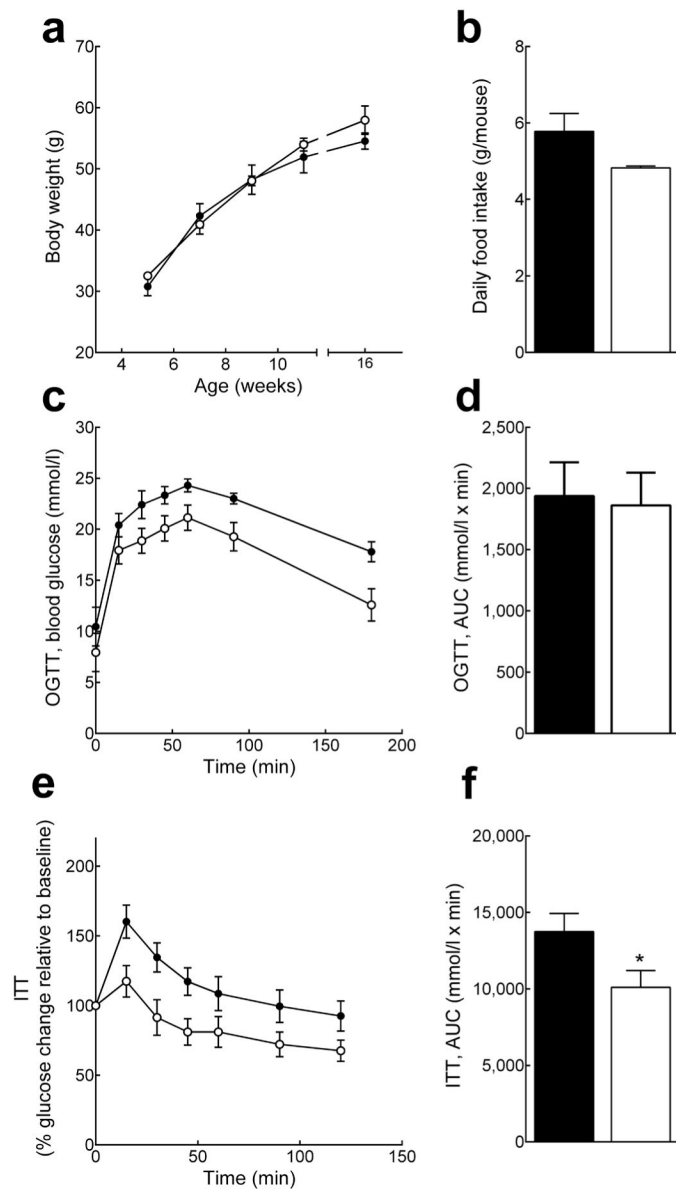 a
Body weight (g)
70
60
50
40
30
20
4 6 8 10 16
Age (weeks)
b
Daily food intake (g/mouse)
8
6
4
2
0
c
OGTT, blood glucose (mmol/l)
30
25
20
15
10
5
0
0 50 100 150 200
Time (min)
d
OGTT, AUC (mmol/l x min)
2,500
2,000
1,500
1,000
500
0
e
ITT
(% glucose change relative to baseline)
200
150
100
50
0
0 50 100 150
Time (min)
f
ITT, AUC (mmol/l x min)
20,000
15,000
10,000
5,000
0
*